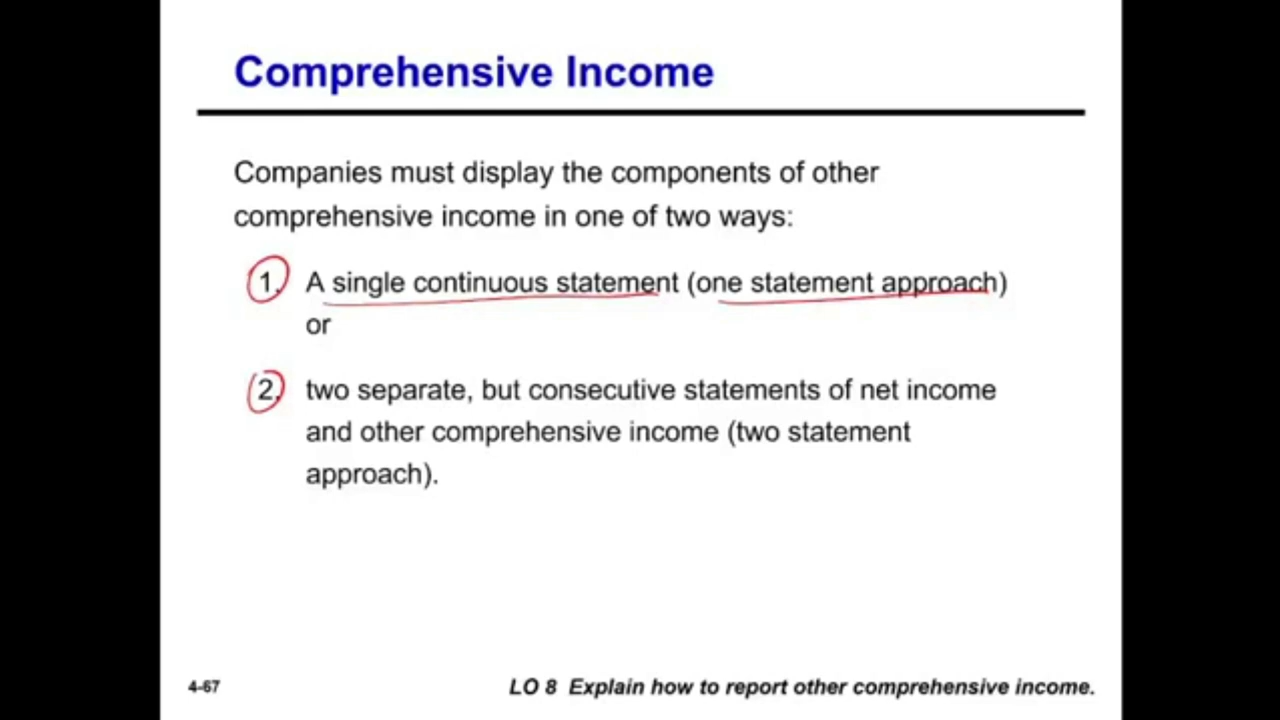 Comprehensive Income
Companies must display the components of other
comprehensive income in one of two ways:
1. A single continuous statement (one statement approach)
or
2. two separate, but consecutive statements of net income
and other comprehensive income (two statement
approach).
4-67 LO 8 Explain how to report other comprehensive income.